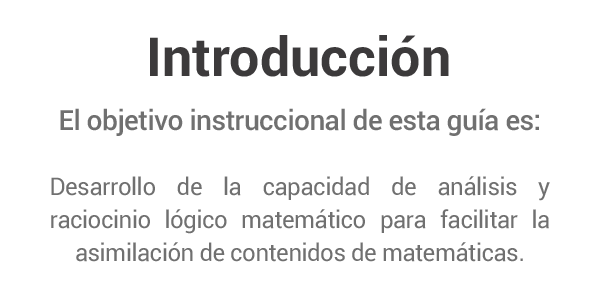 Introducción
El objetivo instruccional de esta guía es:
Desarrollo de la capacidad de análisis y
raciocinio lógico matemático para facilitar la
asimilación de contenidos de matemáticas.